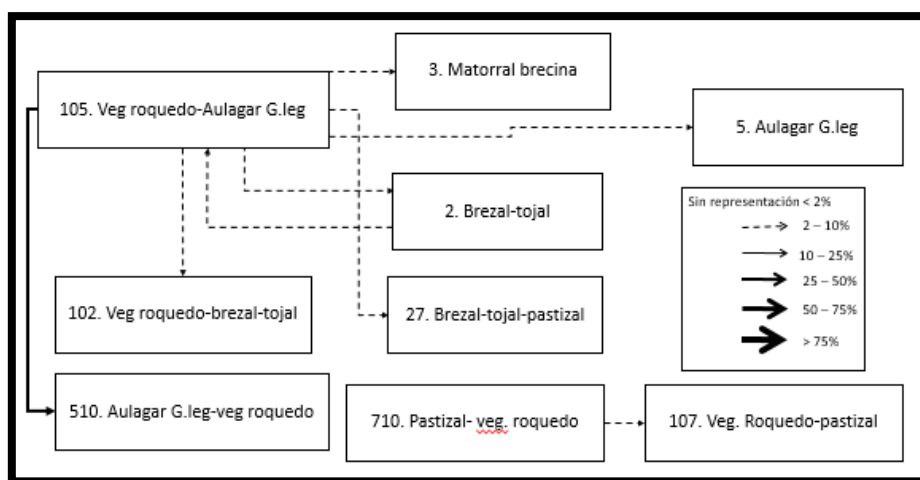 3. Matorral brecina
105. Veg roquedo-Aulagar G.leg
5. Aulagar G.leg
2. Brezal-tojal
Sin representación < 2%
2 – 10%
10 – 25%
25 – 50%
50 – 75%
> 75%
102. Veg roquedo-brezal-tojal
27. Brezal-tojal-pastizal
510. Aulagar G.leg-veg roquedo
710. Pastizal- veg. roquedo
107. Veg. Roquedo-pastizal